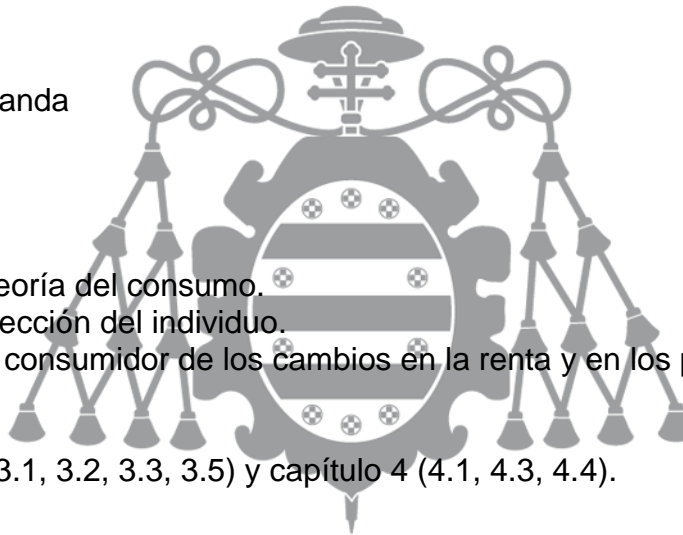 anda
eoría del consumo.
ección del individuo.
consumidor de los cambios en la renta y en los p
3.1, 3.2, 3.3, 3.5) y capítulo 4 (4.1, 4.3, 4.4).